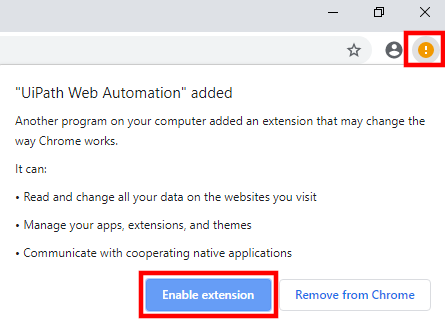 "UiPath Web Automation" added
Another program on your computer added an extension that may change the
way Chrome works.
It can:
• Read and change all your data on the websites you visit
• Manage your apps, extensions, and themes
• Communicate with cooperating native applications
Enable extension Remove from Chrome